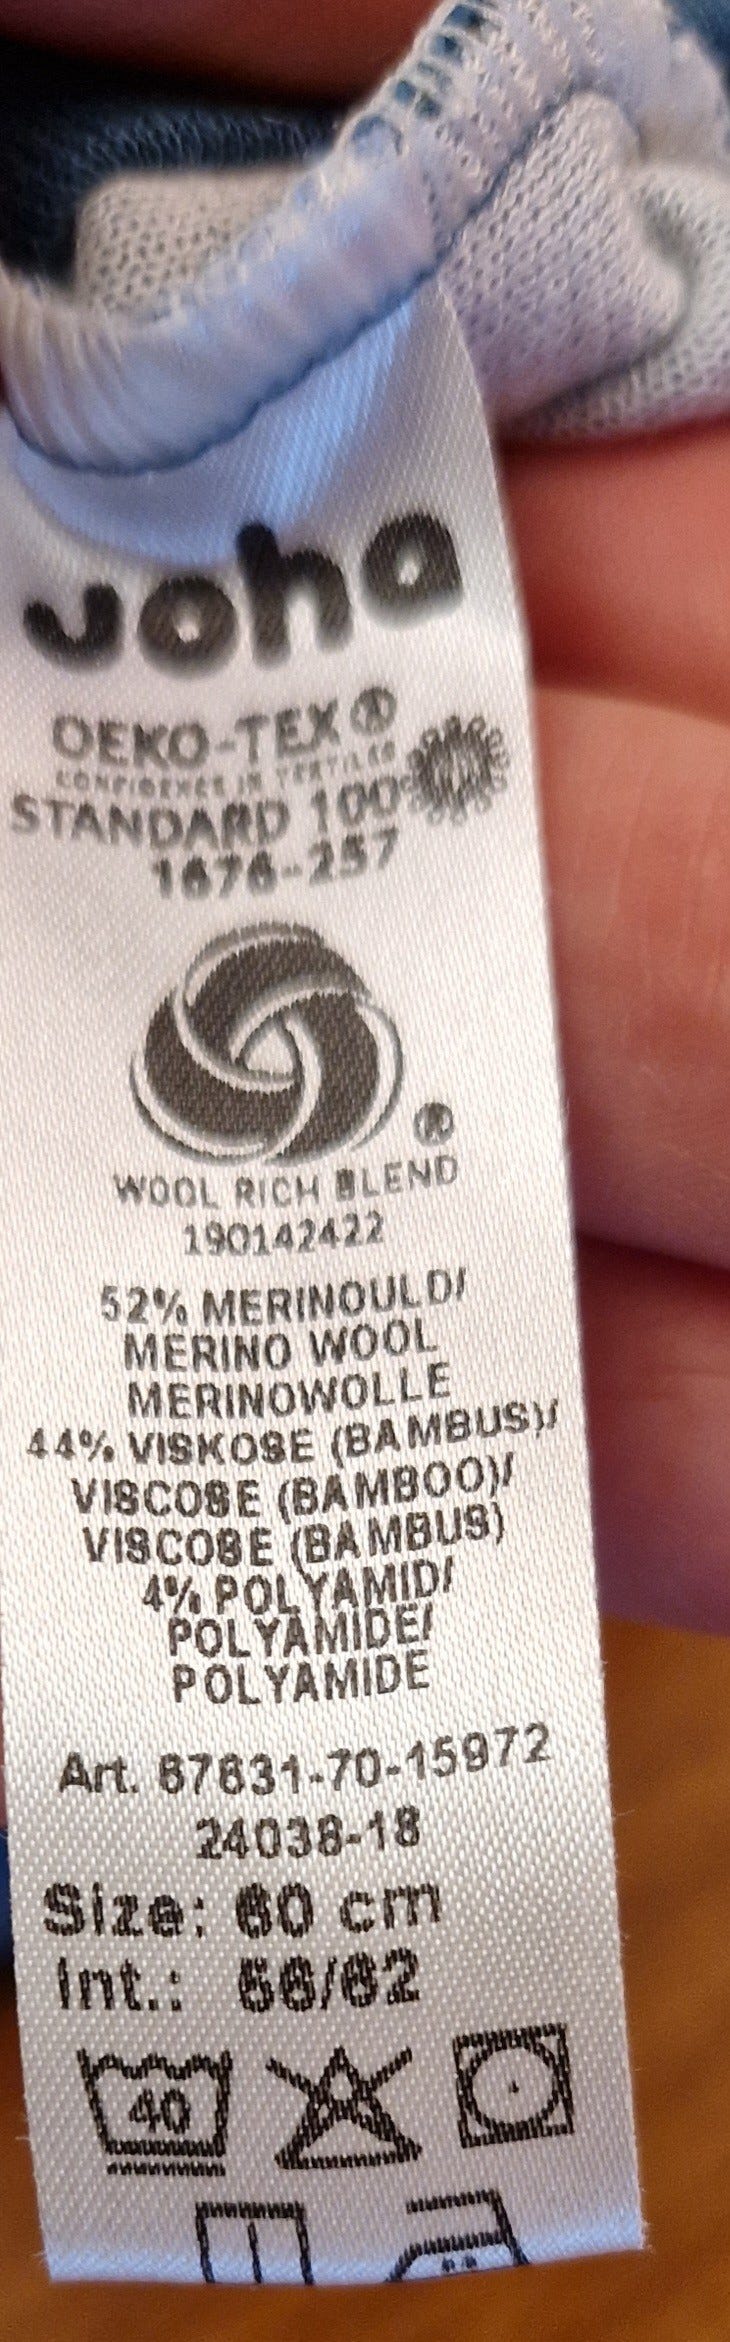 Joha
OEKO-TEX®
CONFIDENCE IN TEXTILES
STANDARD 100
1676-257
®
WOOL RICH BLEND
190142422
52% MERINOULD/
MERINO WOOL
MERINOWOLLE
44% VISKOSE (BAMBUS)/
VISCOSE (BAMBOO)/
VISCOSE (BAMBUS)
4% POLYAMID/
POLYAMIDE/
POLYAMIDE
Art. 87831-70-15972
24038-18
Size: 60 cm
Int.: 56/62
40